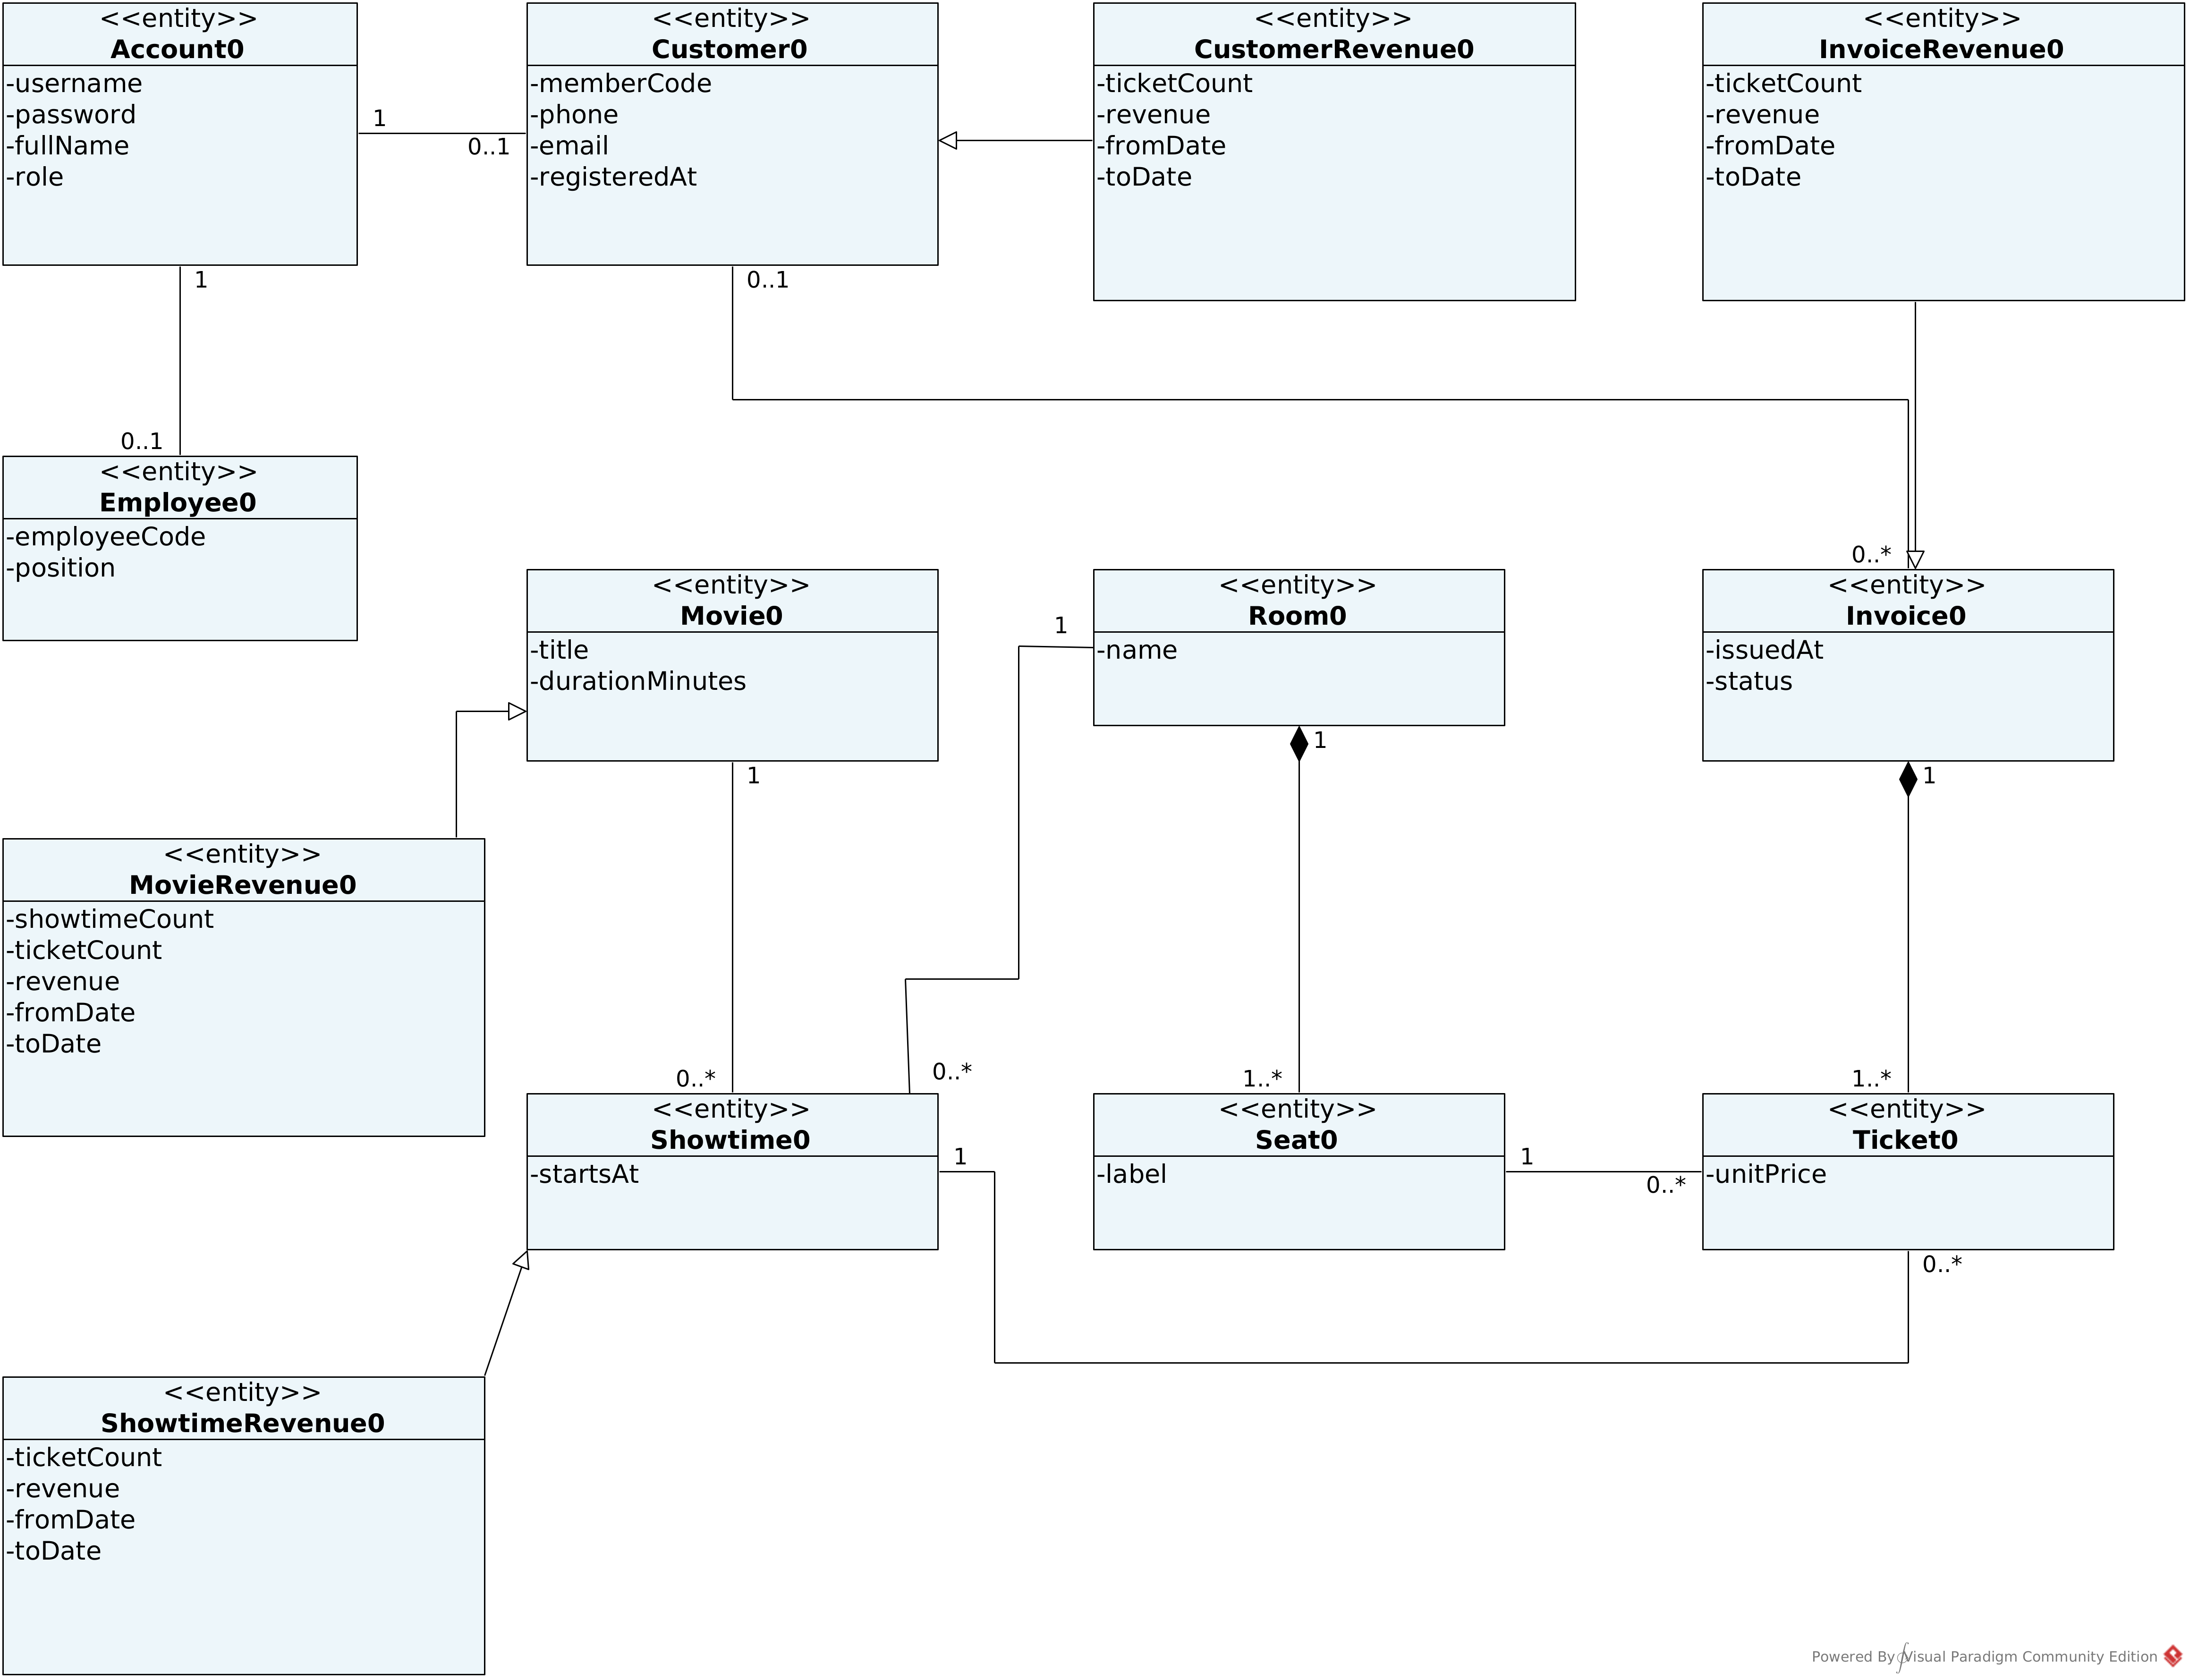 <<entity>>
Account0
-username
-password
-fullName
-role
1
0..1
<<entity>>
Customer0
-memberCode
-phone
-email
-registeredAt
<<entity>>
CustomerRevenue0
-ticketCount
-revenue
-fromDate
-toDate
<<entity>>
InvoiceRevenue0
-ticketCount
-revenue
-fromDate
-toDate
1
0..1
0..1
0..*
<<entity>>
Employee0
-employeeCode
-position
<<entity>>
Movie0
-title
-durationMinutes
1
<<entity>>
Room0
-name
<<entity>>
Invoice0
-issuedAt
-status
1
1
1
<<entity>>
MovieRevenue0
-showtimeCount
-ticketCount
-revenue
-fromDate
-toDate
0..*
0..*
1..*
1..*
<<entity>>
Showtime0
-startsAt
1
<<entity>>
Seat0
-label
1
0..*
<<entity>>
Ticket0
-unitPrice
0..*
<<entity>>
ShowtimeRevenue0
-ticketCount
-revenue
-fromDate
-toDate
Powered By Visual Paradigm Community Edition